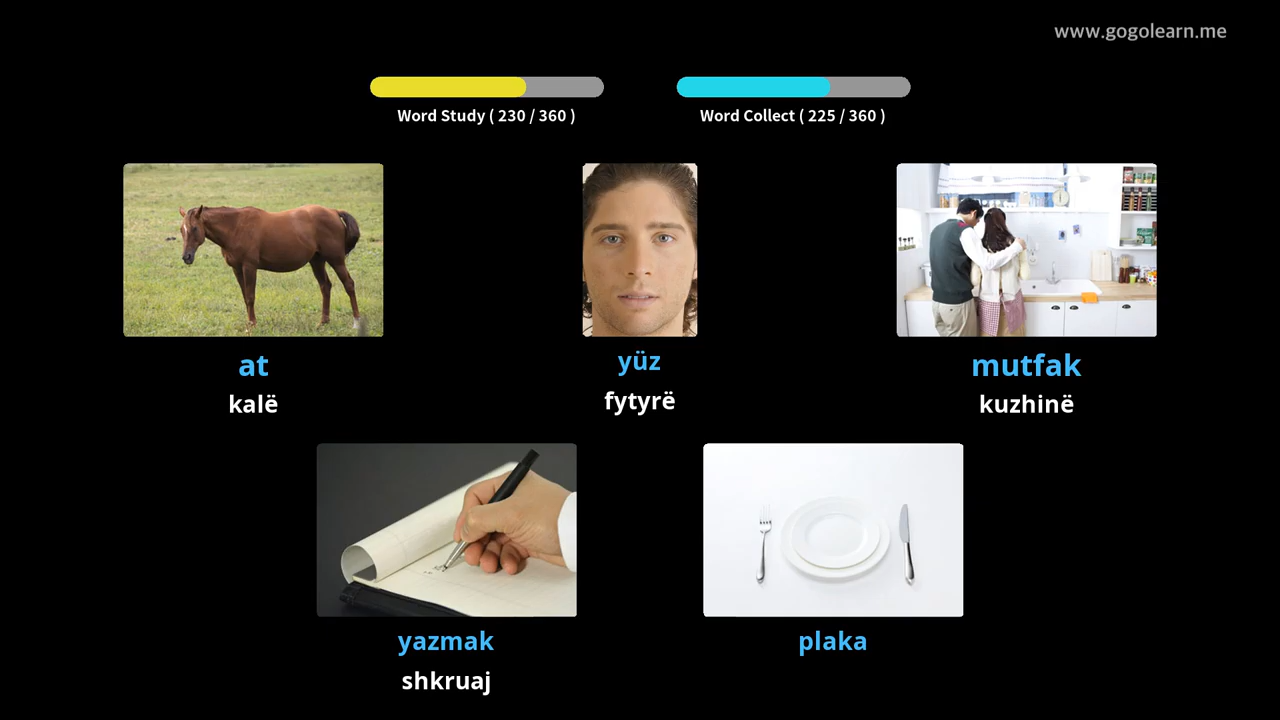 www.gogolearn.me
Word Study ( 230 / 360 )
Word Collect ( 225 / 360 )
at
kalë
yüz
fytyrë
mutfak
kuzhinë
yazmak
shkruaj
plaka